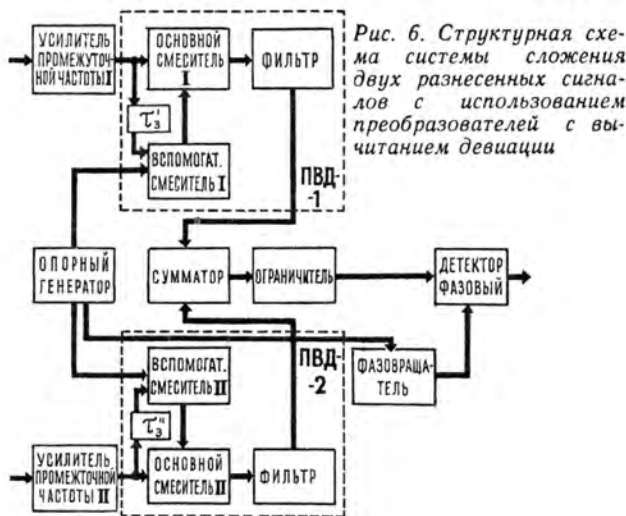 УСИЛИТЕЛЬ
ПРОМЕЖУТОЧ-
НОЙ ЧАСТОТЫ I
ОСНОВНОЙ
СМЕСИТЕЛЬ
I
ФИЛЬТР
τ'з
ВСПОМОГАТ.
СМЕСИТЕЛЬ I
ПВД-
-1
Рис. 6. Структурная схе-
ма системы сложения
двух разнесенных сигна-
лов с использованием
преобразователей с вы-
читанием девиации
ОПОРНЫЙ
ГЕНЕРАТОР
СУММАТОР
ОГРАНИЧИТЕЛЬ
ДЕТЕКТОР
ФАЗОВЫЙ
ФАЗОВРАЩА-
ТЕЛЬ
ВСПОМОГАТ.
СМЕСИТЕЛЬ II
ПВД-
-2
τ''з
УСИЛИТЕЛЬ
ПРОМЕЖТОЧНОЙ
ЧАСТОТЫ II
ОСНОВНОЙ
СМЕСИТЕЛЬ II
ФИЛЬТР